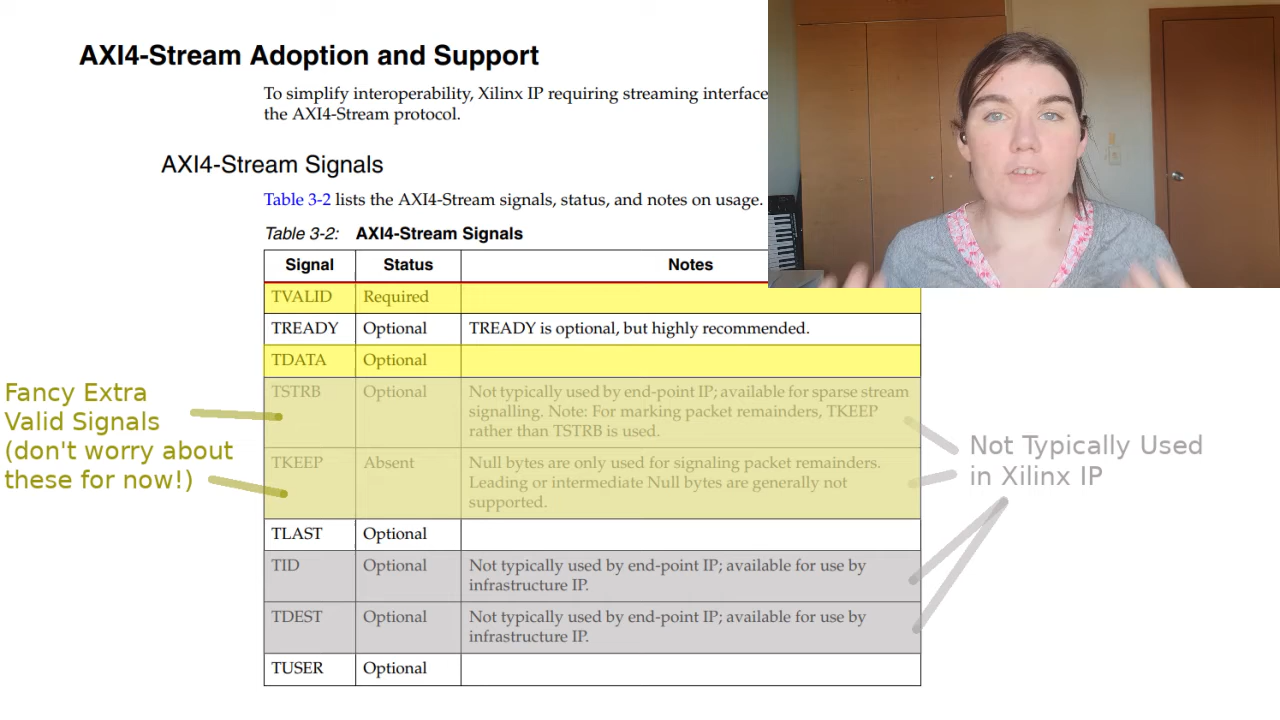 AXI4-Stream Adoption and Support
To simplify interoperability, Xilinx IP requiring streaming interface
the AXI4-Stream protocol.
AXI4-Stream Signals
Table 3-2 lists the AXI4-Stream signals, status, and notes on usage.
Table 3-2: AXI4-Stream Signals
Signal Status Notes
TVALID Required
TREADY Optional TREADY is optional, but highly recommended.
TDATA Optional
TSTRB Optional Not typically used by end-point IP; available for sparse stream
signalling. Note: For marking packet remainders, TKEEP
rather than TSTRB is used.
TKEEP Absent Null bytes are only used for signaling packet remainders.
Leading or intermediate Null bytes are generally not
supported.
TLAST Optional
TID Optional Not typically used by end-point IP; available for use by
infrastructure IP.
TDEST Optional Not typically used by end-point IP; available for use by
infrastructure IP.
TUSER Optional
Fancy Extra
Valid Signals
(don't worry about
these for now!)
Not Typically Used
in Xilinx IP